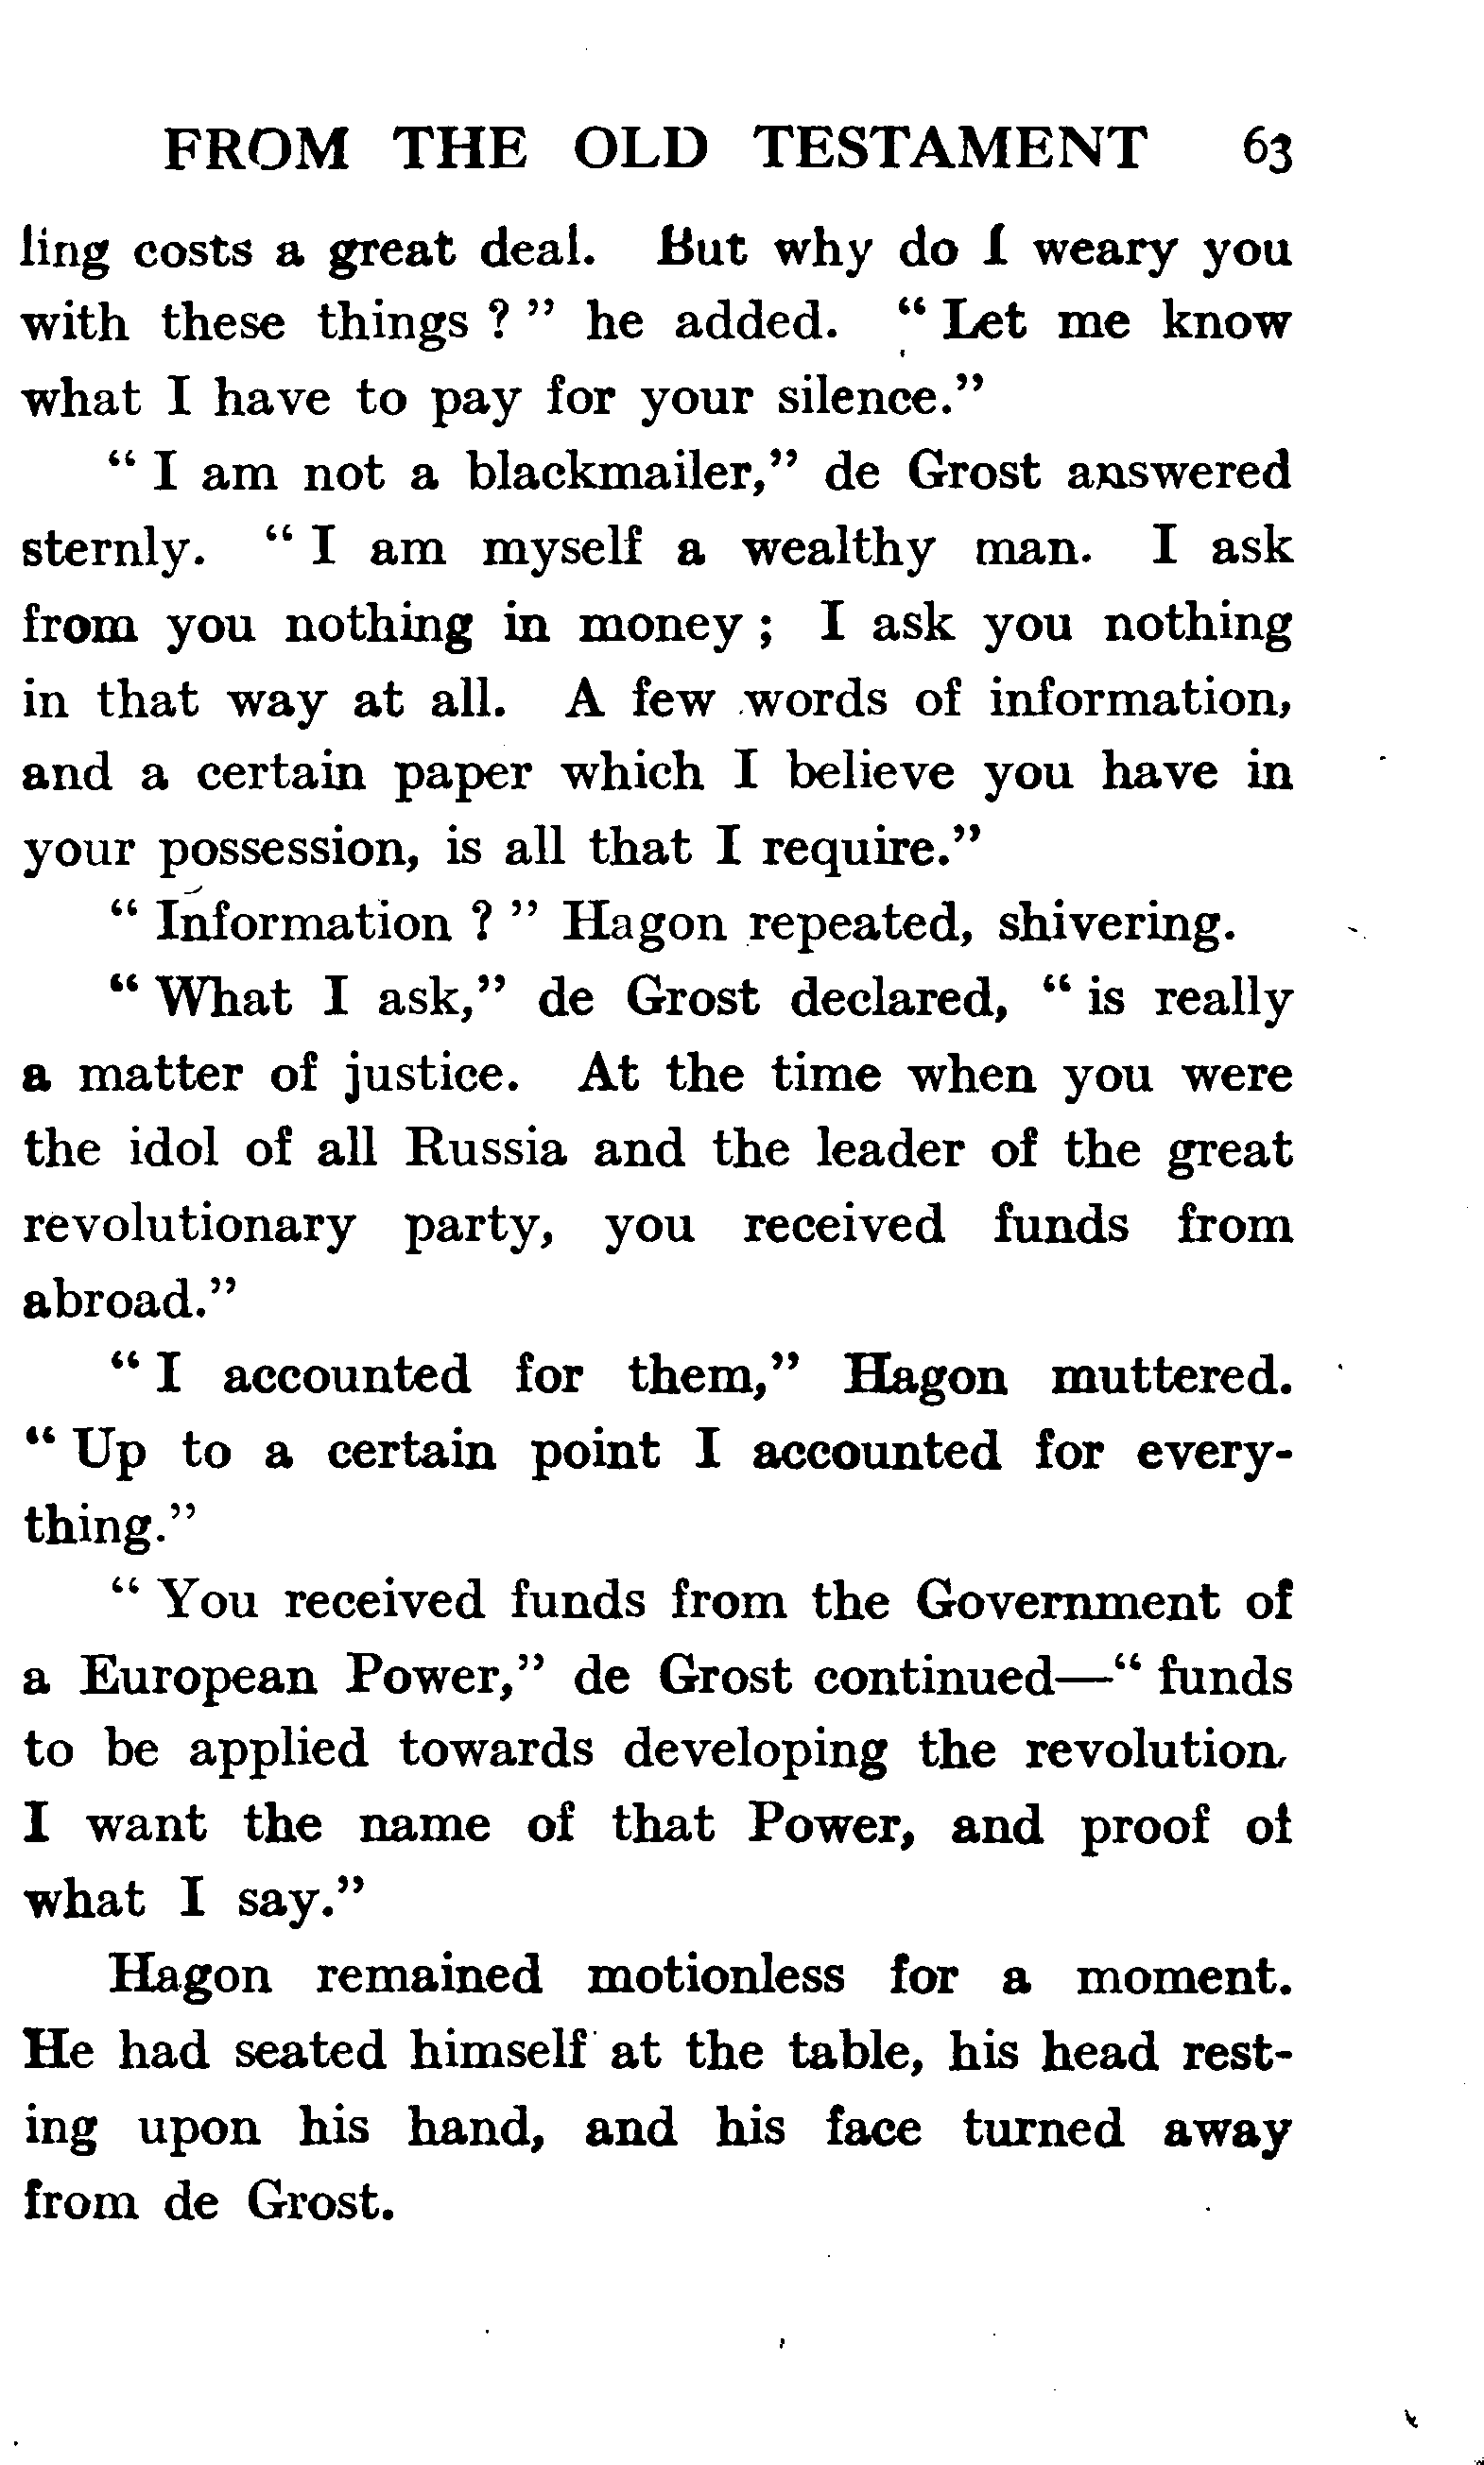 FROM THE OLD TESTAMENT 63
ling costs a great deal. But why do I weary you
with these things ? ” he added. “ Let me know
what I have to pay for your silence.”
“ I am not a blackmailer,” de Grost answered
sternly. “ I am myself a wealthy man. I ask
from you nothing in money ; I ask you nothing
in that way at all. A few words of information,
and a certain paper which I believe you have in
your possession, is all that I require.”
“ Information ? ” Hagon repeated, shivering.
“ What I ask,” de Grost declared, “ is really
a matter of justice. At the time when you were
the idol of all Russia and the leader of the great
revolutionary party, you received funds from
abroad.”
“ I accounted for them,” Hagon muttered.
“ Up to a certain point I accounted for every-
thing.”
“ You received funds from the Government of
a European Power,” de Grost continued—“ funds
to be applied towards developing the revolution.
I want the name of that Power, and proof of
what I say.”
Hagon remained motionless for a moment.
He had seated himself at the table, his head rest-
ing upon his hand, and his face turned away
from de Grost.